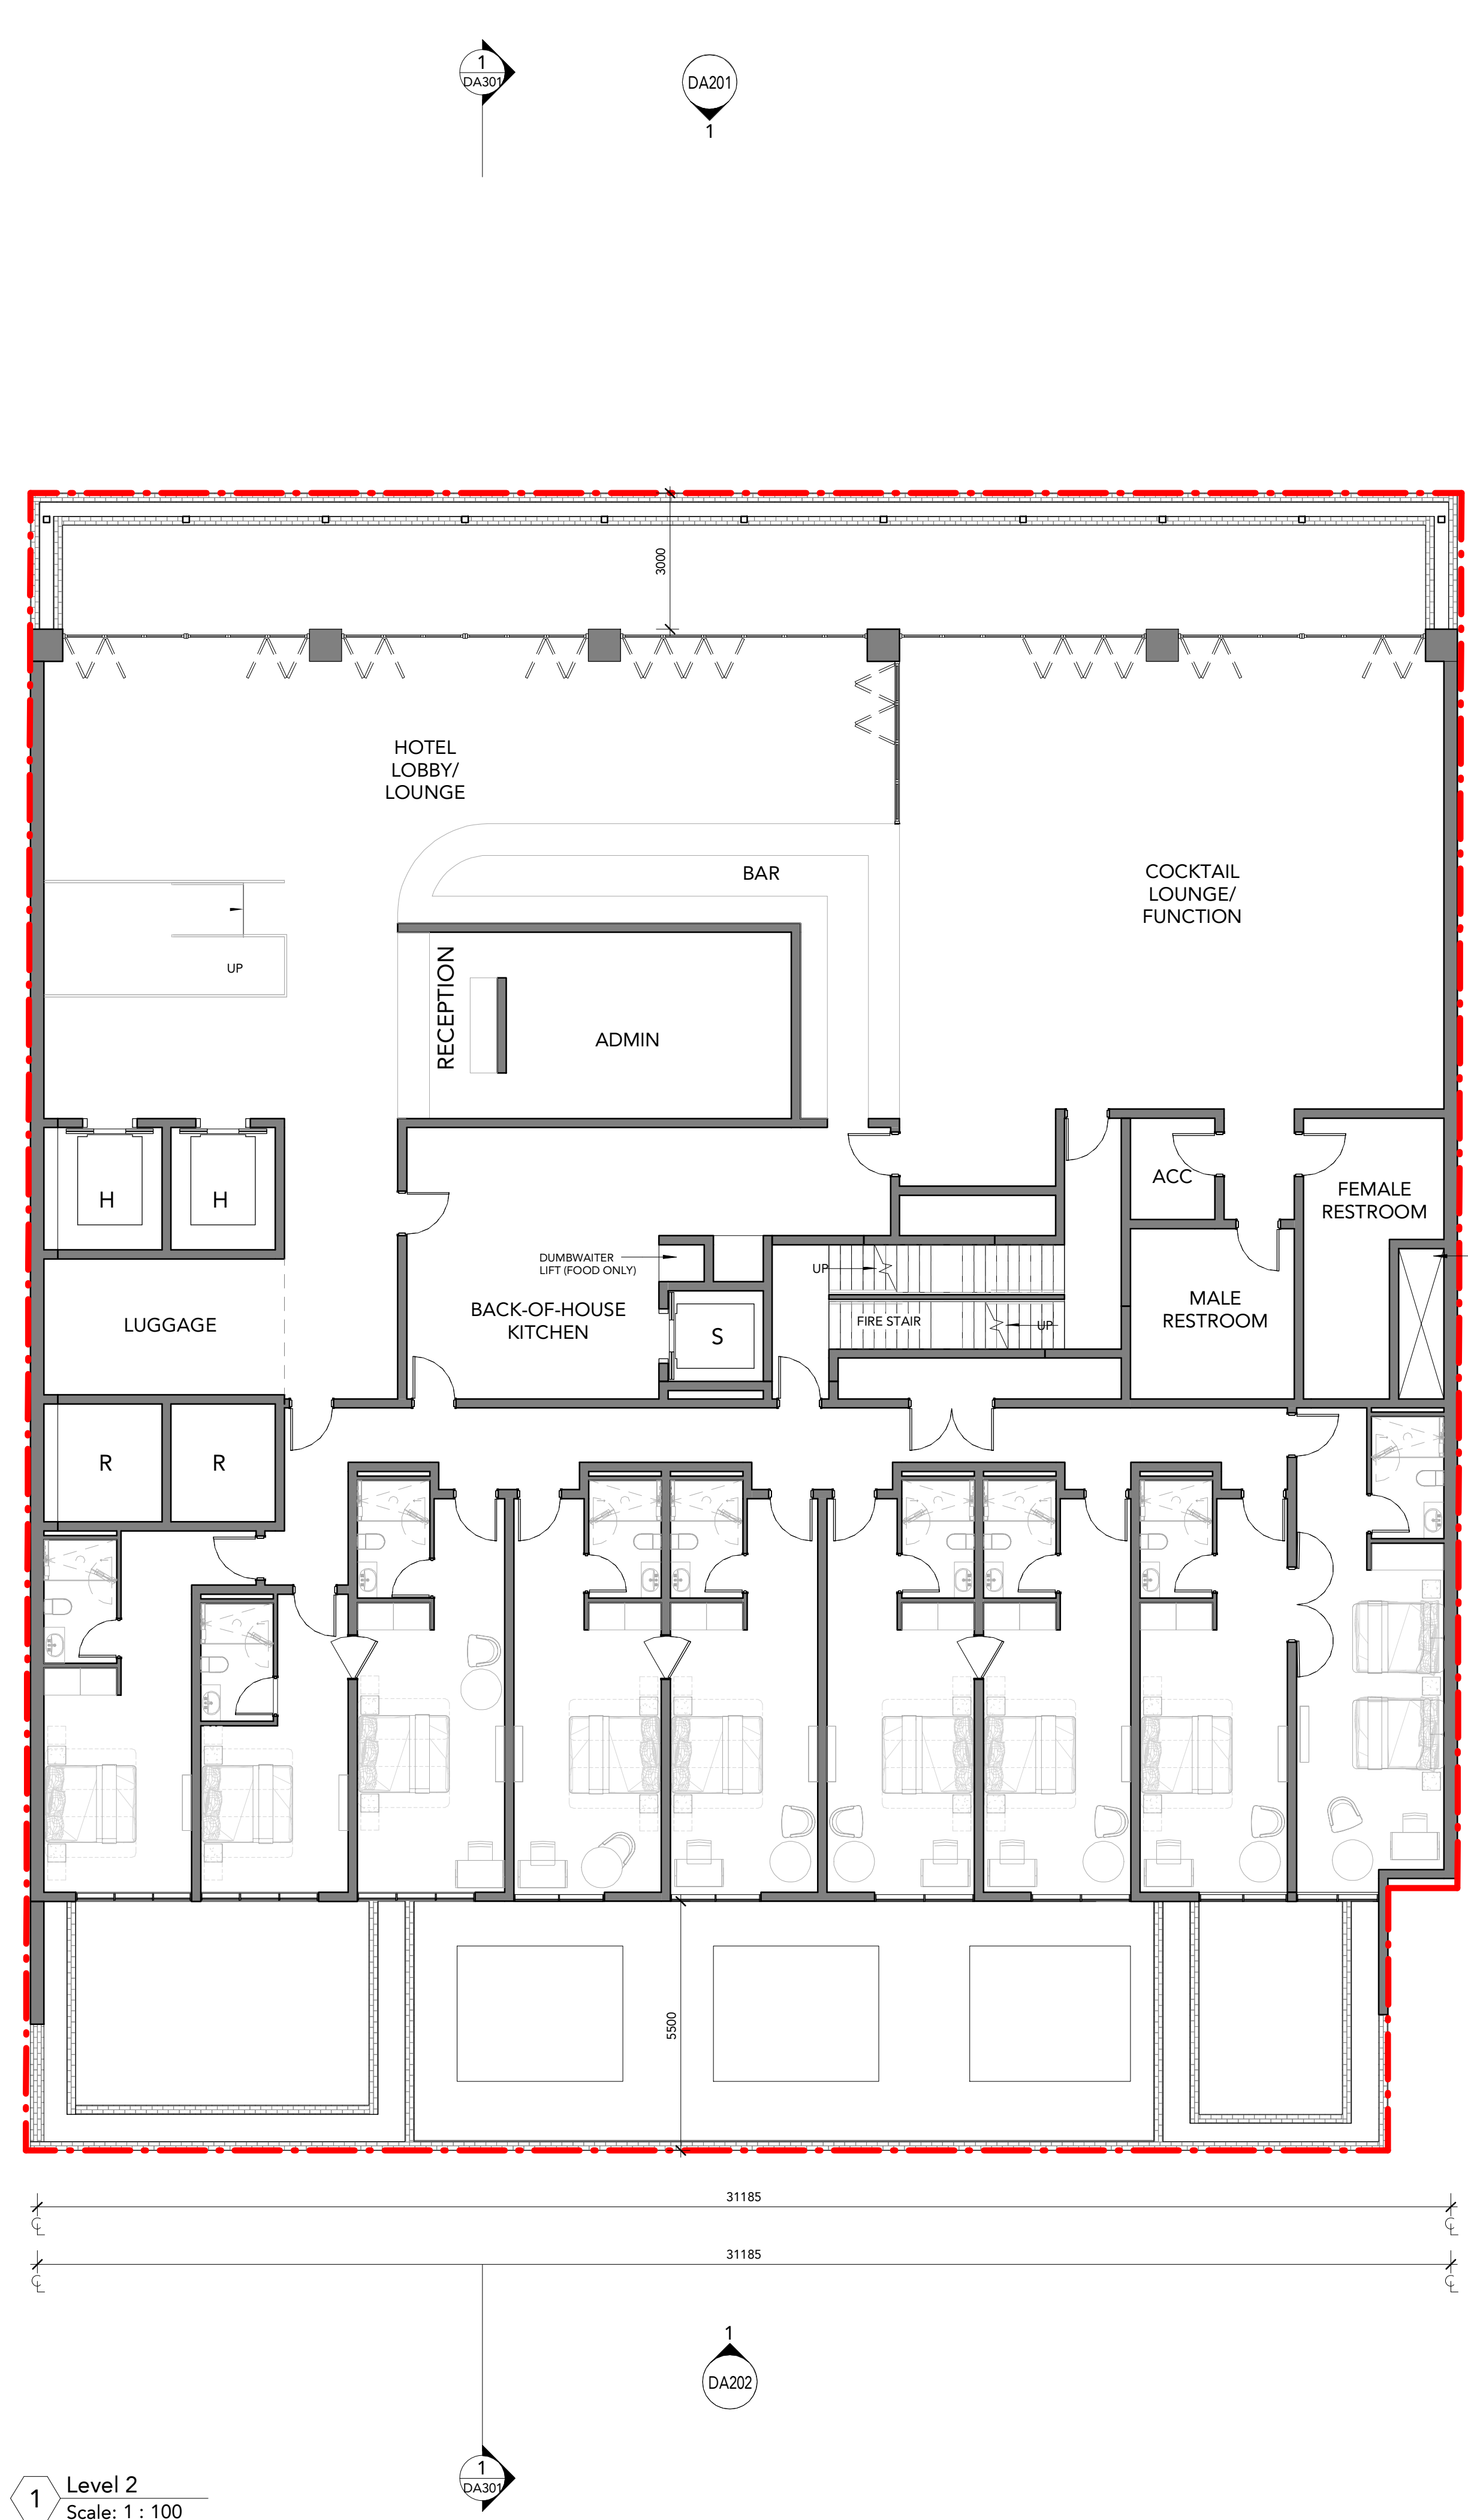 1
DA301
DA201
1
3000
HOTEL
LOBBY/
LOUNGE
BAR
COCKTAIL
LOUNGE/
FUNCTION
UP
RECEPTION
ADMIN
H
H
ACC
FEMALE
RESTROOM
DUMBWAITER
LIFT (FOOD ONLY)
UP
LUGGAGE
BACK-OF-HOUSE
KITCHEN
S
FIRE STAIR
UP
MALE
RESTROOM
R
R
5500
31185
31185
1
DA202
1
DA301
1
Level 2
Scale: 1 : 100